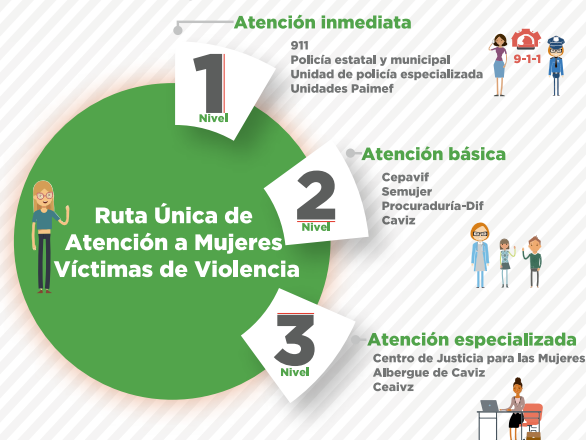 Atención inmediata
911
Policía estatal y municipal
Unidad de policía especializada
Unidades Paimef
9-1-1
1
Nivel
Atención básica
Cepavif
Semujer
Procuraduría-Dif
Caviz
2
Nivel
Ruta Única de
Atención a Mujeres
Víctimas de Violencia
3
Nivel
Atención especializada
Centro de Justicia para las Mujeres
Albergue de Caviz
Ceaivz